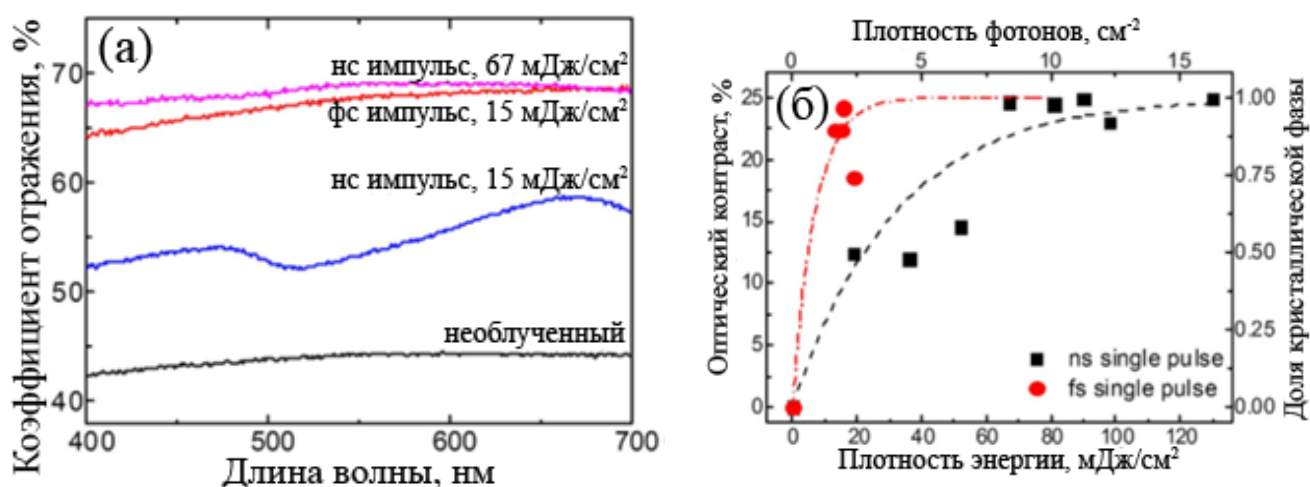 (а)
Коэффициент отражения, %
70
60
50
40
нс импульс, 67 мДж/см²
фс импульс, 15 мДж/см²
нс импульс, 15 мДж/см²
необлученный
400 500 600 700
Длина волны, нм
Плотность фотонов, см⁻²
0 5 10 15
(б)
Оптический контраст, %
25
20
15
10
5
0
1.00
0.75
0.50
0.25
0.00
Доля кристаллической фазы
ns single pulse
fs single pulse
0 20 40 60 80 100 120
Плотность энергии, мДж/см²